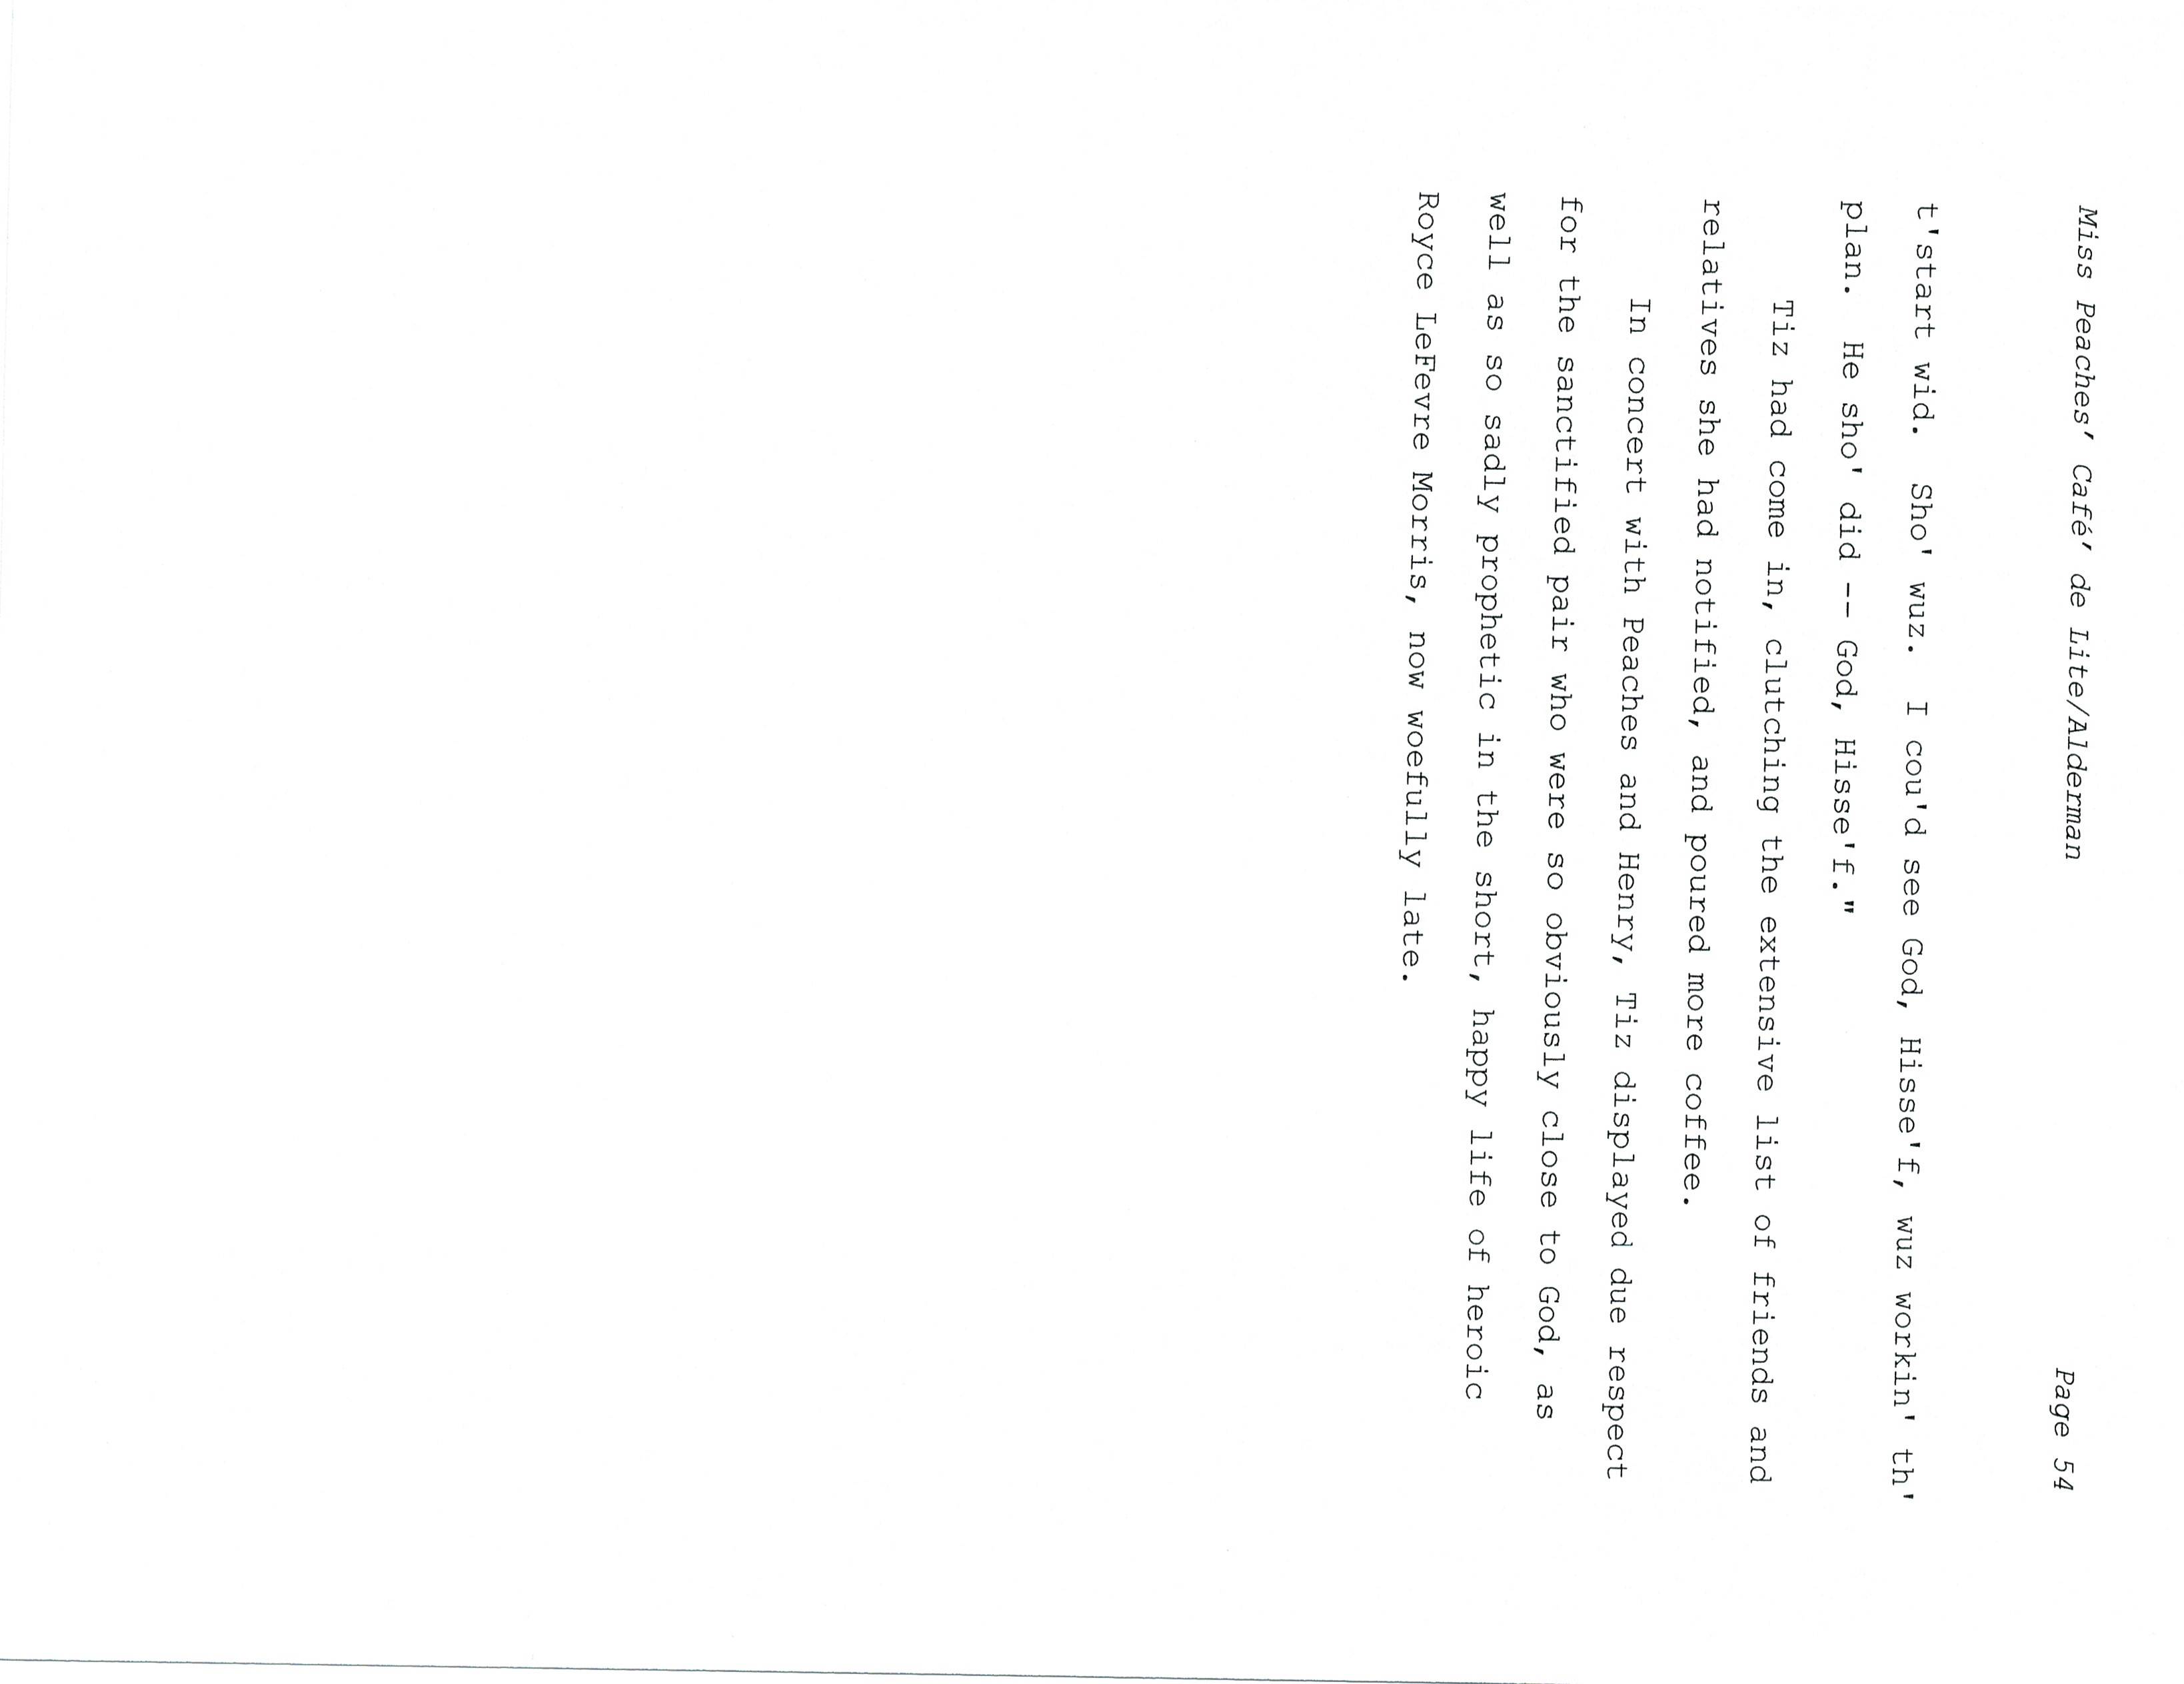 Miss Peaches' Café' de Lite/Alderman Page 54
t'start wid.  Sho' wuz.  I cou'd see God, Hisse'f, wuz workin' th'
plan.  He sho' did -- God, Hisse'f."
Tiz had come in, clutching the extensive list of friends and
relatives she had notified, and poured more coffee.
In concert with Peaches and Henry, Tiz displayed due respect
for the sanctified pair who were so obviously close to God, as
well as so sadly prophetic in the short, happy life of heroic
Royce LeFevre Morris, now woefully late.